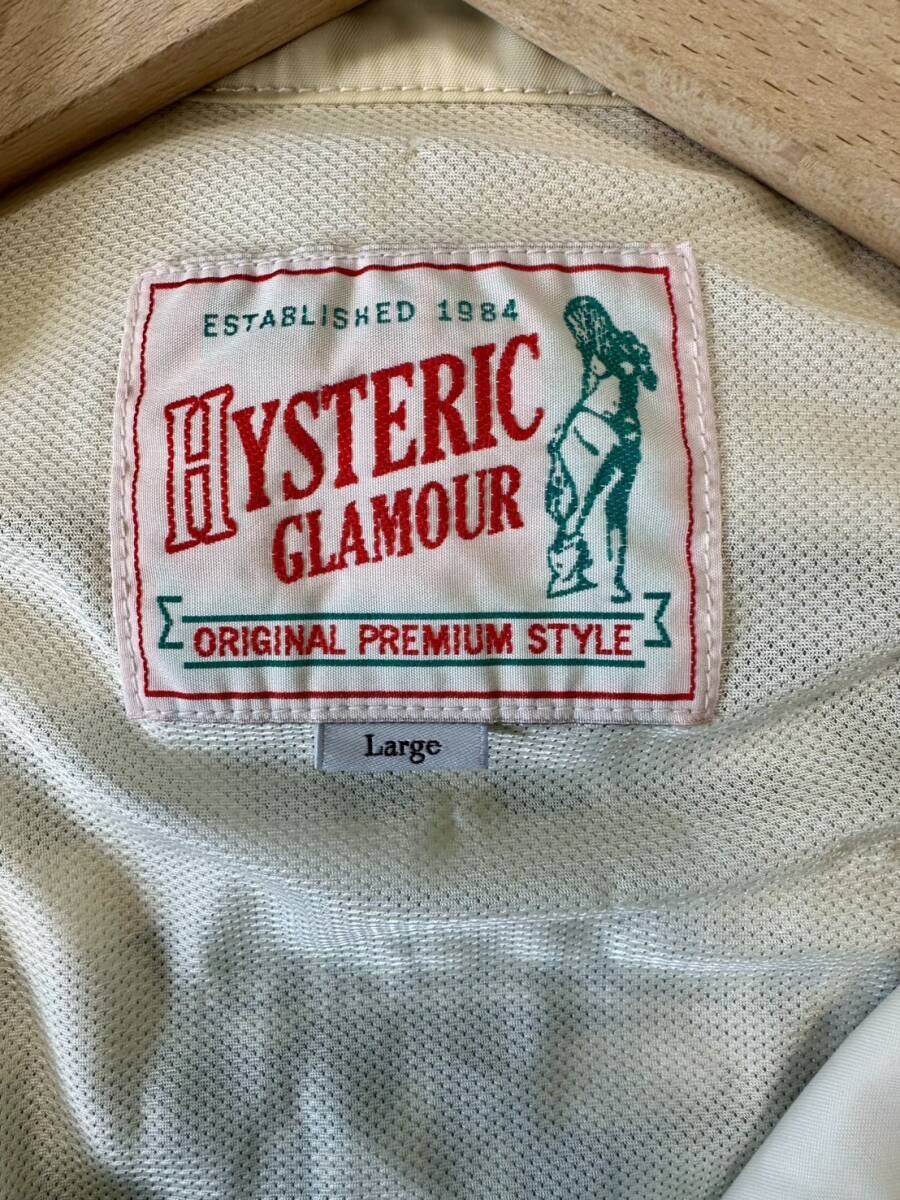 ESTABLISHED 1984
HYSTERIC
GLAMOUR
ORIGINAL PREMIUM STYLE
Large